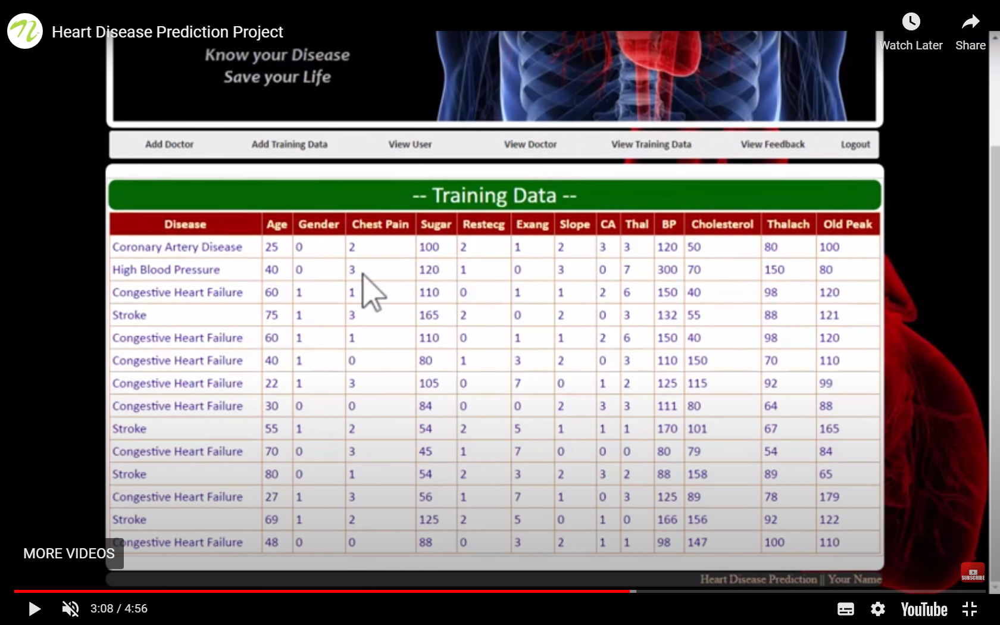 Heart Disease Prediction Project
Watch Later Share
Know your Disease
Save your Life
Add Doctor Add Training Data View User View Doctor View Training Data View Feedback Logout
-- Training Data --
Disease Age Gender Chest Pain Sugar Restecg Exang Slope CA Thal BP Cholesterol Thalach Old Peak
Coronary Artery Disease 25 0 2 100 2 1 2 3 3 120 50 80 100
High Blood Pressure 40 0 3 120 1 0 3 0 7 300 70 150 80
Congestive Heart Failure 60 1 1 110 0 1 1 2 6 150 40 98 120
Stroke 75 1 3 165 2 0 2 0 3 132 55 88 121
Congestive Heart Failure 60 1 1 110 0 1 1 2 6 150 40 98 120
Congestive Heart Failure 40 1 0 80 1 3 2 0 3 110 150 70 110
Congestive Heart Failure 22 1 3 105 0 7 0 1 2 125 115 92 99
Congestive Heart Failure 30 0 0 84 0 0 2 3 3 111 80 64 88
Stroke 55 1 2 54 2 5 1 1 1 170 101 67 165
Congestive Heart Failure 70 0 3 45 1 7 0 0 0 80 79 54 84
Stroke 80 0 1 54 2 3 2 3 2 88 158 89 65
Congestive Heart Failure 27 1 3 56 1 7 1 0 3 125 89 78 179
Stroke 69 1 2 125 2 5 0 1 0 166 156 92 122
Congestive Heart Failure 48 0 0 88 0 3 2 1 1 98 147 100 110
MORE VIDEOS
SUBSCRIBE
Heart Disease Prediction || Your Name
3:08 / 4:56
YouTube